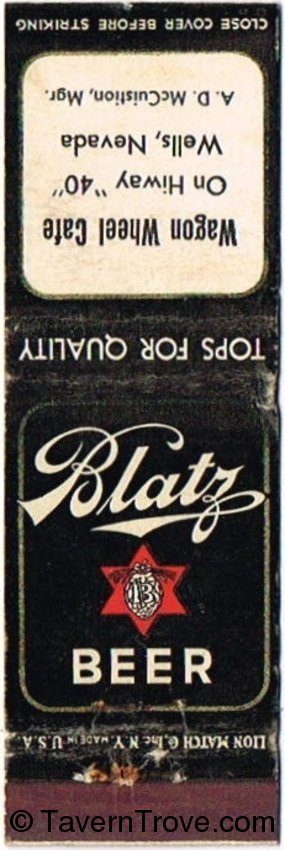 CLOSE COVER BEFORE STRIKING
Wagon Wheel Cafe
On Hiway "40"
Wells, Nevada
A. D. McCuistion, Mgr.
TOPS FOR QUALITY
Blatz
B
BEER
LION MATCH CO., Inc. N.Y. MADE IN U.S.A.
© TavernTrove.com